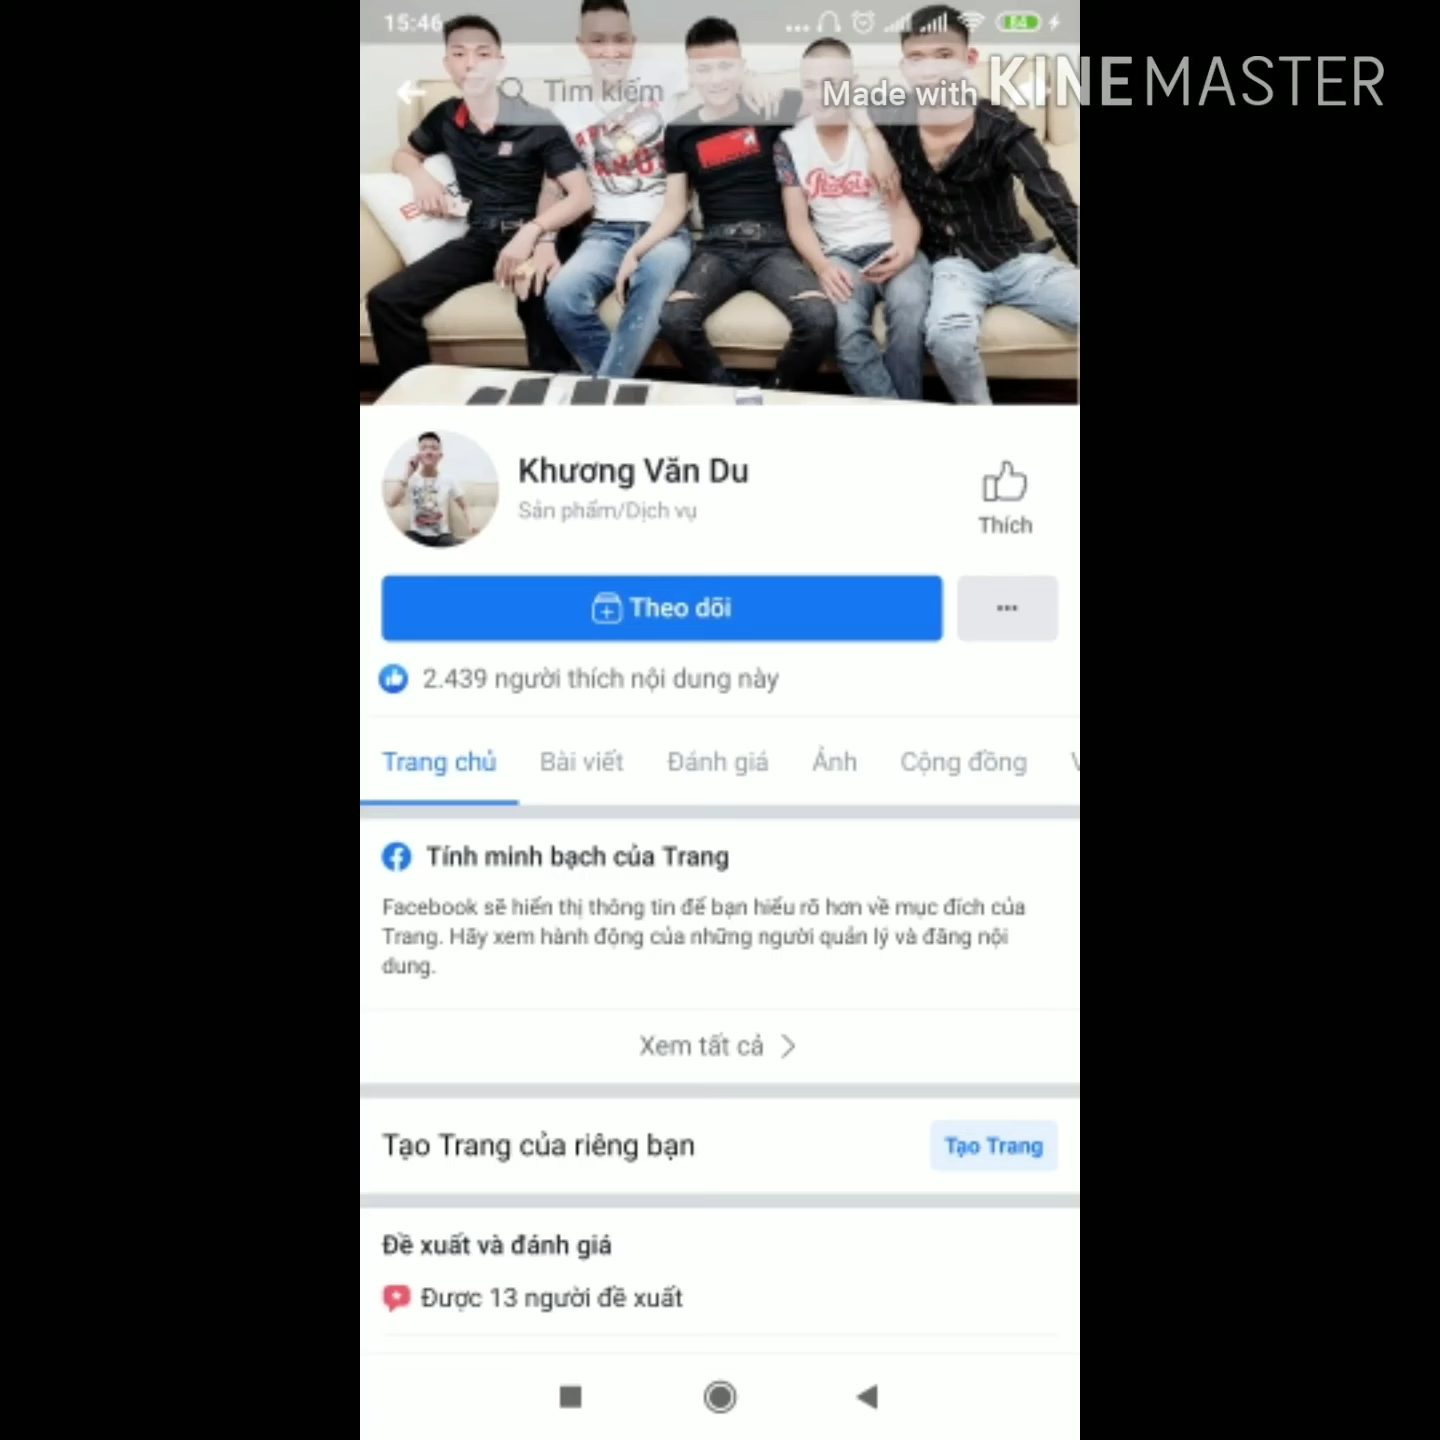 15:46
64
Tìm kiếm
Made with KINEMASTER
Khương Văn Du
Sản phẩm/Dịch vụ
Thích
Theo dõi
2.439 người thích nội dung này
Trang chủ
Bài viết
Đánh giá
Ảnh
Cộng đồng
Tính minh bạch của Trang
Facebook sẽ hiển thị thông tin để bạn hiểu rõ hơn về mục đích của
Trang. Hãy xem hành động của những người quản lý và đăng nội
dung.
Xem tất cả
Tạo Trang của riêng bạn
Tạo Trang
Đề xuất và đánh giá
Được 13 người đề xuất